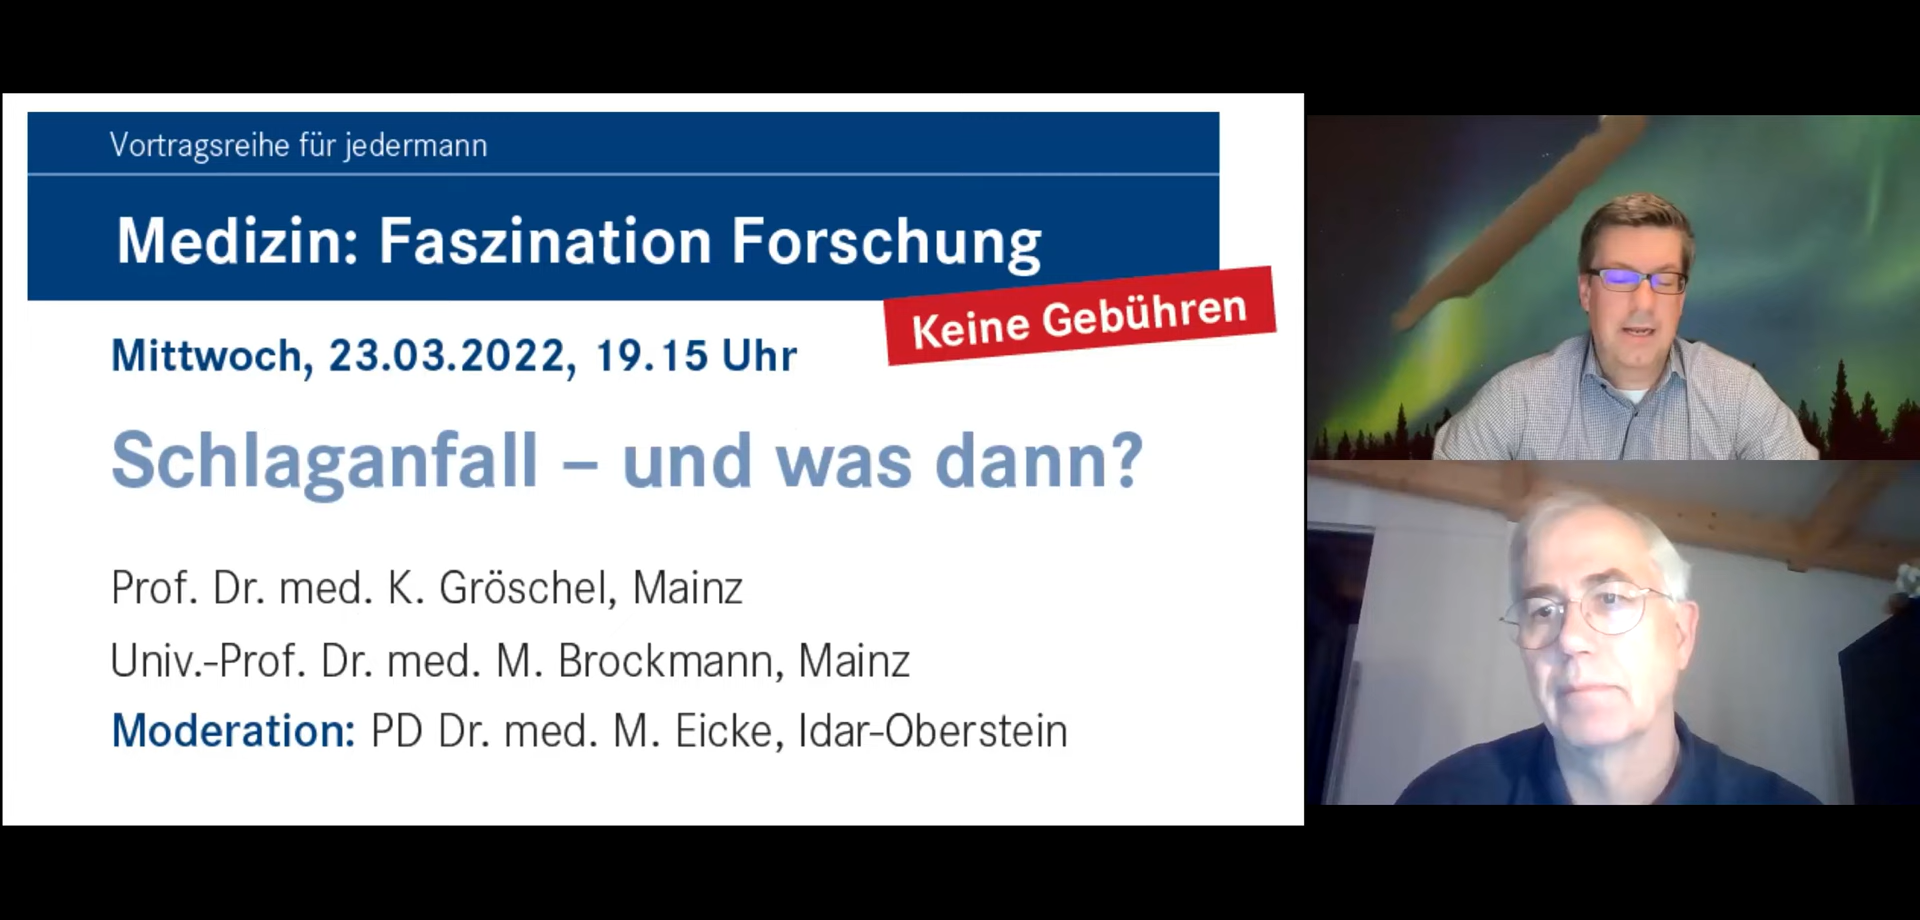 Vortragsreihe für jedermann
Medizin: Faszination Forschung
Keine Gebühren
Mittwoch, 23.03.2022, 19.15 Uhr
Schlaganfall – und was dann?
Prof. Dr. med. K. Gröschel, Mainz
Univ.-Prof. Dr. med. M. Brockmann, Mainz
Moderation: PD Dr. med. M. Eicke, Idar-Oberstein